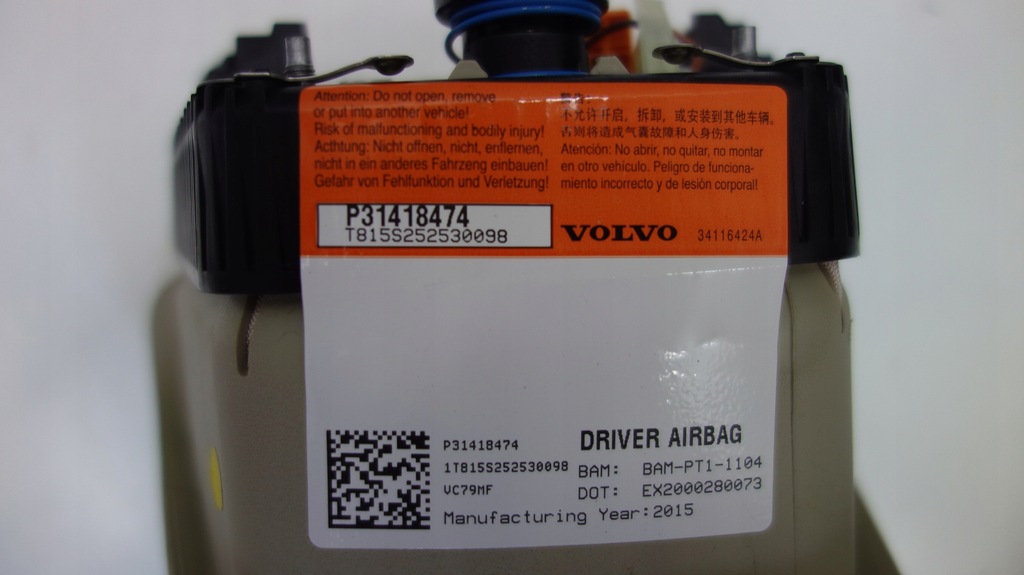 Attention: Do not open, remove
or put into another vehicle!
Risk of malfunctioning and bodily injury!
Acthtung: Nicht offnen, nicht, enflernen,
nicht in ein anderes Fahrzeng einbauen!
Gefahr von Fehlfunktion und Verletzung!
不允许开启，拆卸，或安装到其他车辆。
否则将造成气囊故障和人身伤害。
Atención: No abrir, no quitar, no montar
en otro vehículo. Peligro de funciona-
miento incorrecto y de lesión corporal!
P31418474
T815S252530098
VOLVO 34116424A
P31418474
1T815S252530098
VC79MF
DRIVER AIRBAG
BAM: BAM-PT1-1104
DOT: EX2000280073
Manufacturing Year:2015